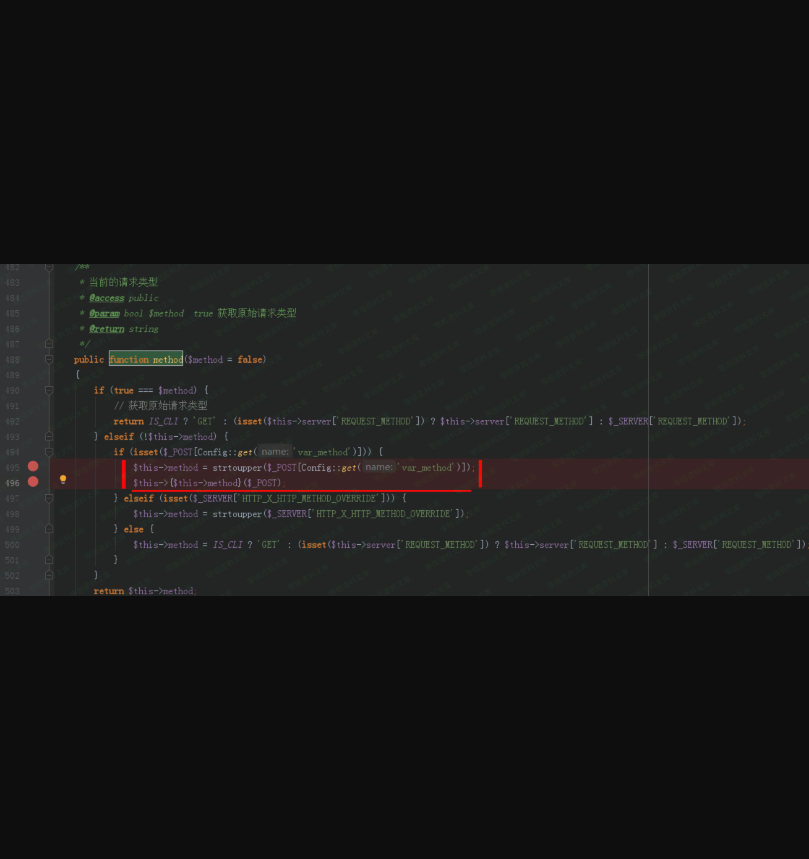 482 /**
483 * 当前的请求类型
484 * @access public
485 * @param bool $method true 获取原始请求类型
486 * @return string
487 */
488 public function method($method = false)
489 {
490 if (true === $method) {
491 // 获取原始请求类型
492 return IS_CLI ? 'GET' : (isset($this->server['REQUEST_METHOD']) ? $this->server['REQUEST_METHOD'] : $_SERVER['REQUEST_METHOD']);
493 } elseif (!$this->method) {
494 if (isset($_POST[Config::get( name: 'var_method')])) {
495 $this->method = strtoupper($_POST[Config::get( name: 'var_method')]);
496 $this->{$this->method}($_POST);
497 } elseif (isset($_SERVER['HTTP_X_HTTP_METHOD_OVERRIDE'])) {
498 $this->method = strtoupper($_SERVER['HTTP_X_HTTP_METHOD_OVERRIDE']);
499 } else {
500 $this->method = IS_CLI ? 'GET' : (isset($this->server['REQUEST_METHOD']) ? $this->server['REQUEST_METHOD'] : $_SERVER['REQUEST_METHOD'])
501 }
502 }
503 return $this->method;